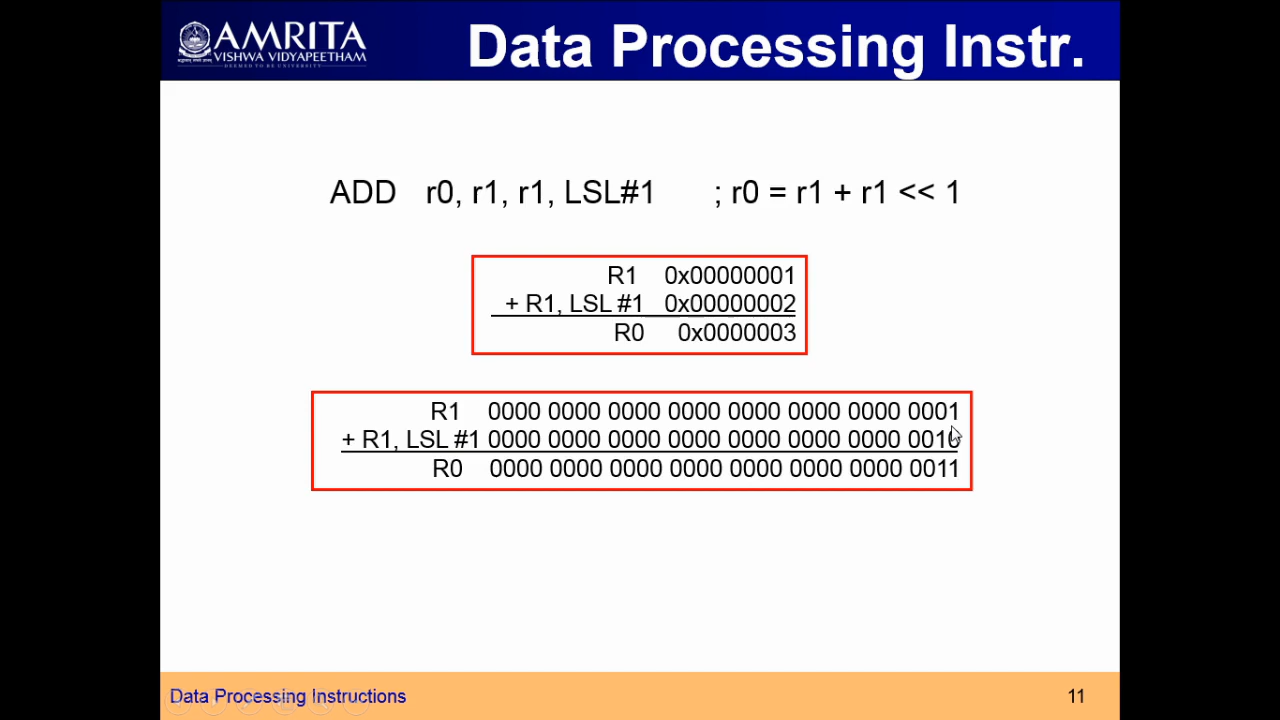 AMRITA
VISHWA VIDYAPEETHAM
DEEMED TO BE UNIVERSITY
Data Processing Instr.
ADD r0, r1, r1, LSL#1 ; r0 = r1 + r1 << 1
R1 0x00000001
+ R1, LSL #1 0x00000002
R0 0x0000003
R1 0000 0000 0000 0000 0000 0000 0000 0001
+ R1, LSL #1 0000 0000 0000 0000 0000 0000 0000 0010
R0 0000 0000 0000 0000 0000 0000 0000 0011
Data Processing Instructions
11